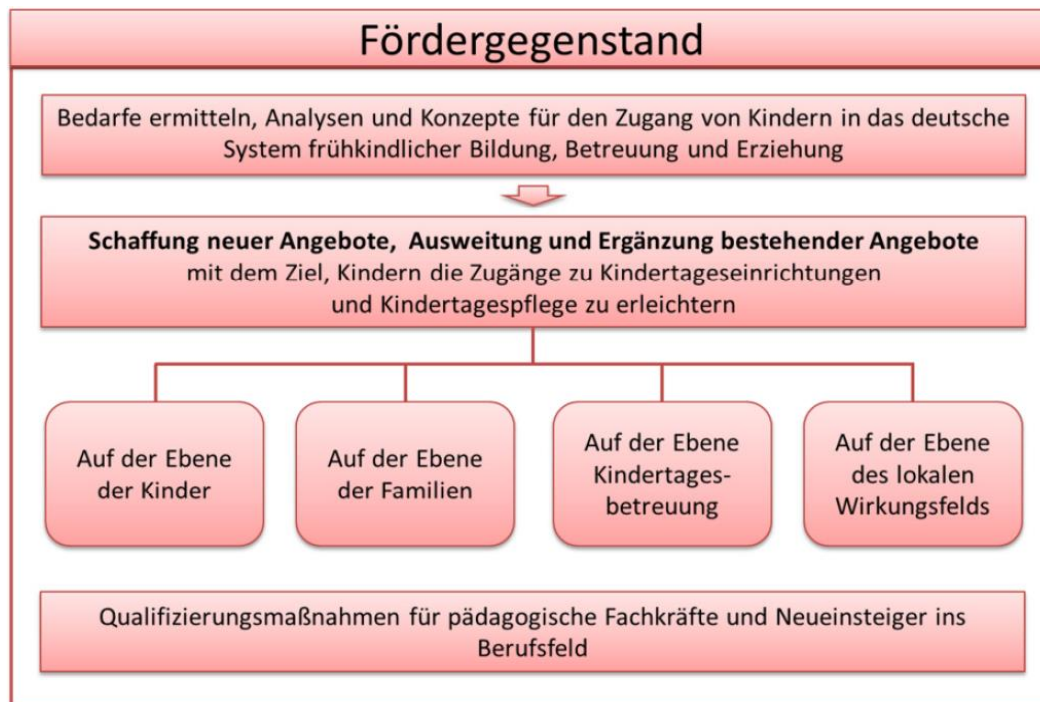 Fördergegenstand
Bedarfe ermitteln, Analysen und Konzepte für den Zugang von Kindern in das deutsche
System frühkindlicher Bildung, Betreuung und Erziehung
Schaffung neuer Angebote, Ausweitung und Ergänzung bestehender Angebote
mit dem Ziel, Kindern die Zugänge zu Kindertageseinrichtungen
und Kindertagespflege zu erleichtern
Auf der Ebene
der Kinder
Auf der Ebene
der Familien
Auf der Ebene
Kindertages-
betreuung
Auf der Ebene
des lokalen
Wirkungsfelds
Qualifizierungsmaßnahmen für pädagogische Fachkräfte und Neueinsteiger ins
Berufsfeld